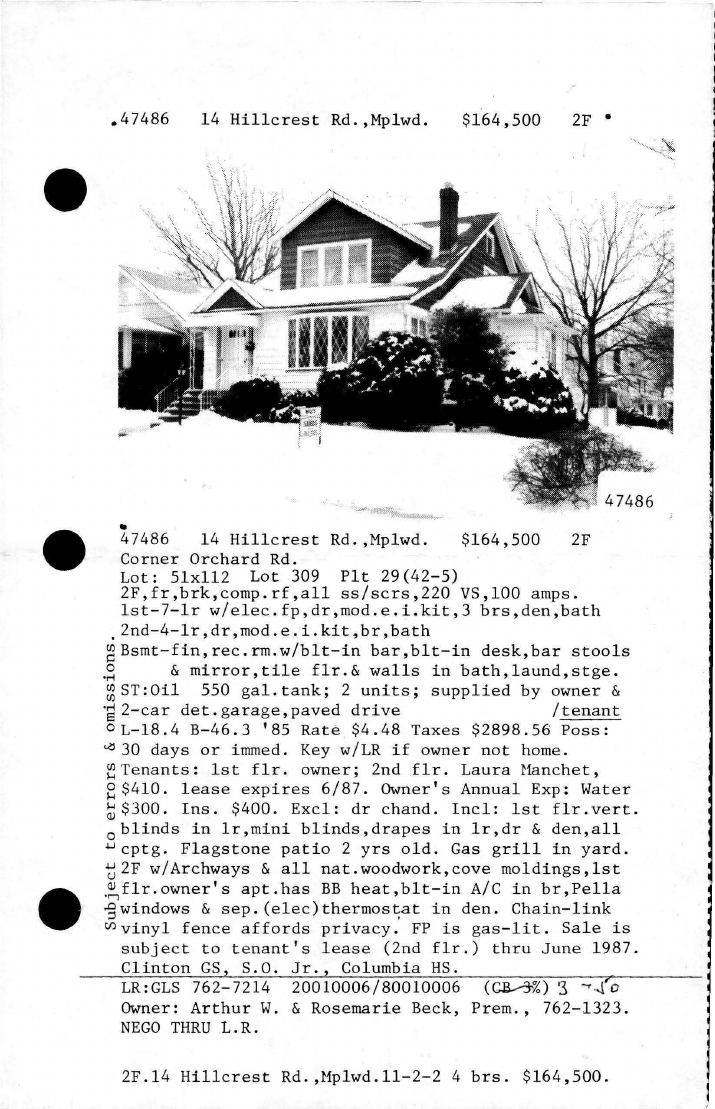 .47486 14 Hillcrest Rd.,Mplwd. $164,500 2F
47486
47486 14 Hillcrest Rd.,Mplwd. $164,500 2F
Corner Orchard Rd.
Lot: 51x112 Lot 309 Plt 29(42-5)
2F,fr,brk,comp.rf,all ss/scrs,220 VS,100 amps.
1st-7-lr w/elec.fp,dr,mod.e.i.kit,3 brs,den,bath
2nd-4-lr,dr,mod.e.i.kit,br,bath
Bsmt-fin,rec.rm.w/blt-in bar,blt-in desk,bar stools
& mirror,tile flr.& walls in bath,laund,stge.
ST:Oil 550 gal.tank; 2 units; supplied by owner &
2-car det.garage,paved drive /tenant
L-18.4 B-46.3 '85 Rate $4.48 Taxes $2898.56 Poss:
30 days or immed. Key w/LR if owner not home.
Tenants: 1st flr. owner; 2nd flr. Laura Manchet,
$410. lease expires 6/87. Owner's Annual Exp: Water
$300. Ins. $400. Excl: dr chand. Incl: 1st flr.vert.
blinds in lr,mini blinds,drapes in lr,dr & den,all
cptg. Flagstone patio 2 yrs old. Gas grill in yard.
2F w/Archways & all nat.woodwork,cove moldings,1st
flr.owner's apt.has BB heat,blt-in A/C in br,Pella
windows & sep.(elec)thermostat in den. Chain-link
vinyl fence affords privacy. FP is gas-lit. Sale is
subject to tenant's lease (2nd flr.) thru June 1987.
Clinton GS, S.O. Jr., Columbia HS.
Subject to errors & omissions
LR:GLS 762-7214 20010006/80010006 (CB 3%) 3
Owner: Arthur W. & Rosemarie Beck, Prem., 762-1323.
NEGO THRU L.R.
2F.14 Hillcrest Rd.,Mplwd.11-2-2 4 brs. $164,500.